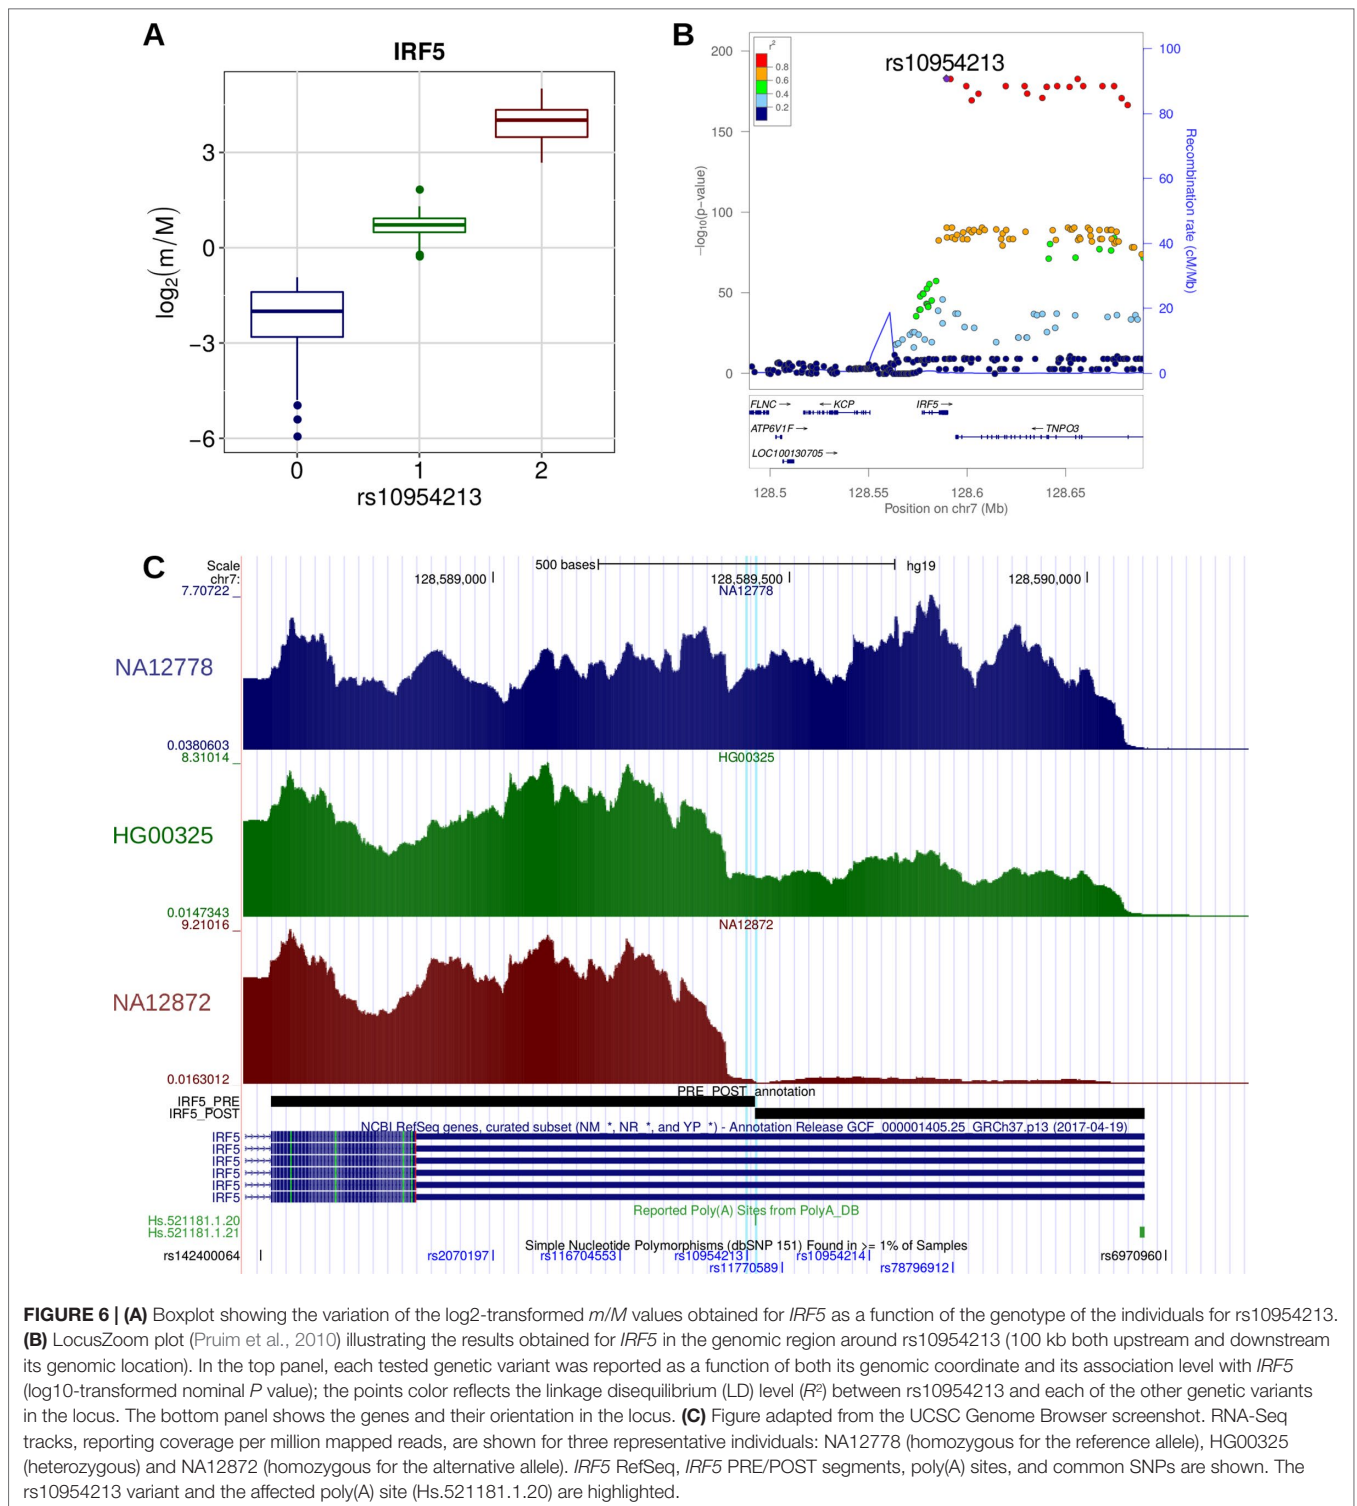 A
IRF5
log2(m/M)
3
0
−3
−6
0 1 2
rs10954213
B
rs10954213
r2
0.8
0.6
0.4
0.2
200
150
100
50
0
−log10(p−value)
100
80
60
40
20
0
Recombination rate (cM/Mb)
FLNC → ← KCP IRF5 →
ATP6V1F → ← TNPO3
LOC100130705 →
128.5 128.55 128.6 128.65
Position on chr7 (Mb)
C
Scale 500 bases hg19
chr7: 128,589,000 128,589,500 128,590,000
7.70722 _ NA12778
NA12778
0.0380603
8.31014 _ HG00325
HG00325
0.0147343
9.21016 _ NA12872
NA12872
0.0163012
PRE_POST_annotation
IRF5_PRE
IRF5_POST
NCBI RefSeq genes, curated subset (NM_*, NR_*, and YP_*) - Annotation Release GCF_000001405.25_GRCh37.p13 (2017-04-19)
IRF5
IRF5
IRF5
IRF5
IRF5
IRF5
Reported Poly(A) Sites from PolyA_DB
Hs.521181.1.20
Hs.521181.1.21
Simple Nucleotide Polymorphisms (dbSNP 151) Found in >= 1% of Samples
rs142400064 rs2070197 rs116704553 rs10954213 rs10954214 rs6970960
rs11770589 rs78796912
FIGURE 6 | (A) Boxplot showing the variation of the log2-transformed m/M values obtained for IRF5 as a function of the genotype of the individuals for rs10954213.
(B) LocusZoom plot (Pruim et al., 2010) illustrating the results obtained for IRF5 in the genomic region around rs10954213 (100 kb both upstream and downstream
its genomic location). In the top panel, each tested genetic variant was reported as a function of both its genomic coordinate and its association level with IRF5
(log10-transformed nominal P value); the points color reflects the linkage disequilibrium (LD) level (R2) between rs10954213 and each of the other genetic variants
in the locus. The bottom panel shows the genes and their orientation in the locus. (C) Figure adapted from the UCSC Genome Browser screenshot. RNA-Seq
tracks, reporting coverage per million mapped reads, are shown for three representative individuals: NA12778 (homozygous for the reference allele), HG00325
(heterozygous) and NA12872 (homozygous for the alternative allele). IRF5 RefSeq, IRF5 PRE/POST segments, poly(A) sites, and common SNPs are shown. The
rs10954213 variant and the affected poly(A) site (Hs.521181.1.20) are highlighted.